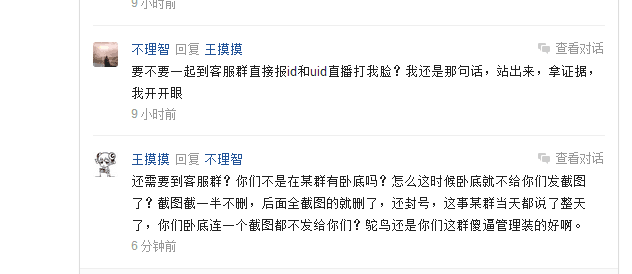 9 小时前
不理智 回复 王摸摸
查看对话
要不要一起到客服群直接报id和uid直播打我脸？我还是那句话，站出来，拿证据，
我开开眼
9 小时前
王摸摸 回复 不理智
查看对话
还需要到客服群？你们不是在某群有卧底吗？怎么这时候卧底就不给你们发截图
了？截图截一半不删，后面全截图的就删了，还封号，这事某群当天都说了整天
了，你们卧底连一个截图都不发给你们？鸵鸟还是你们这群傻逼管理装的好啊。
6 分钟前